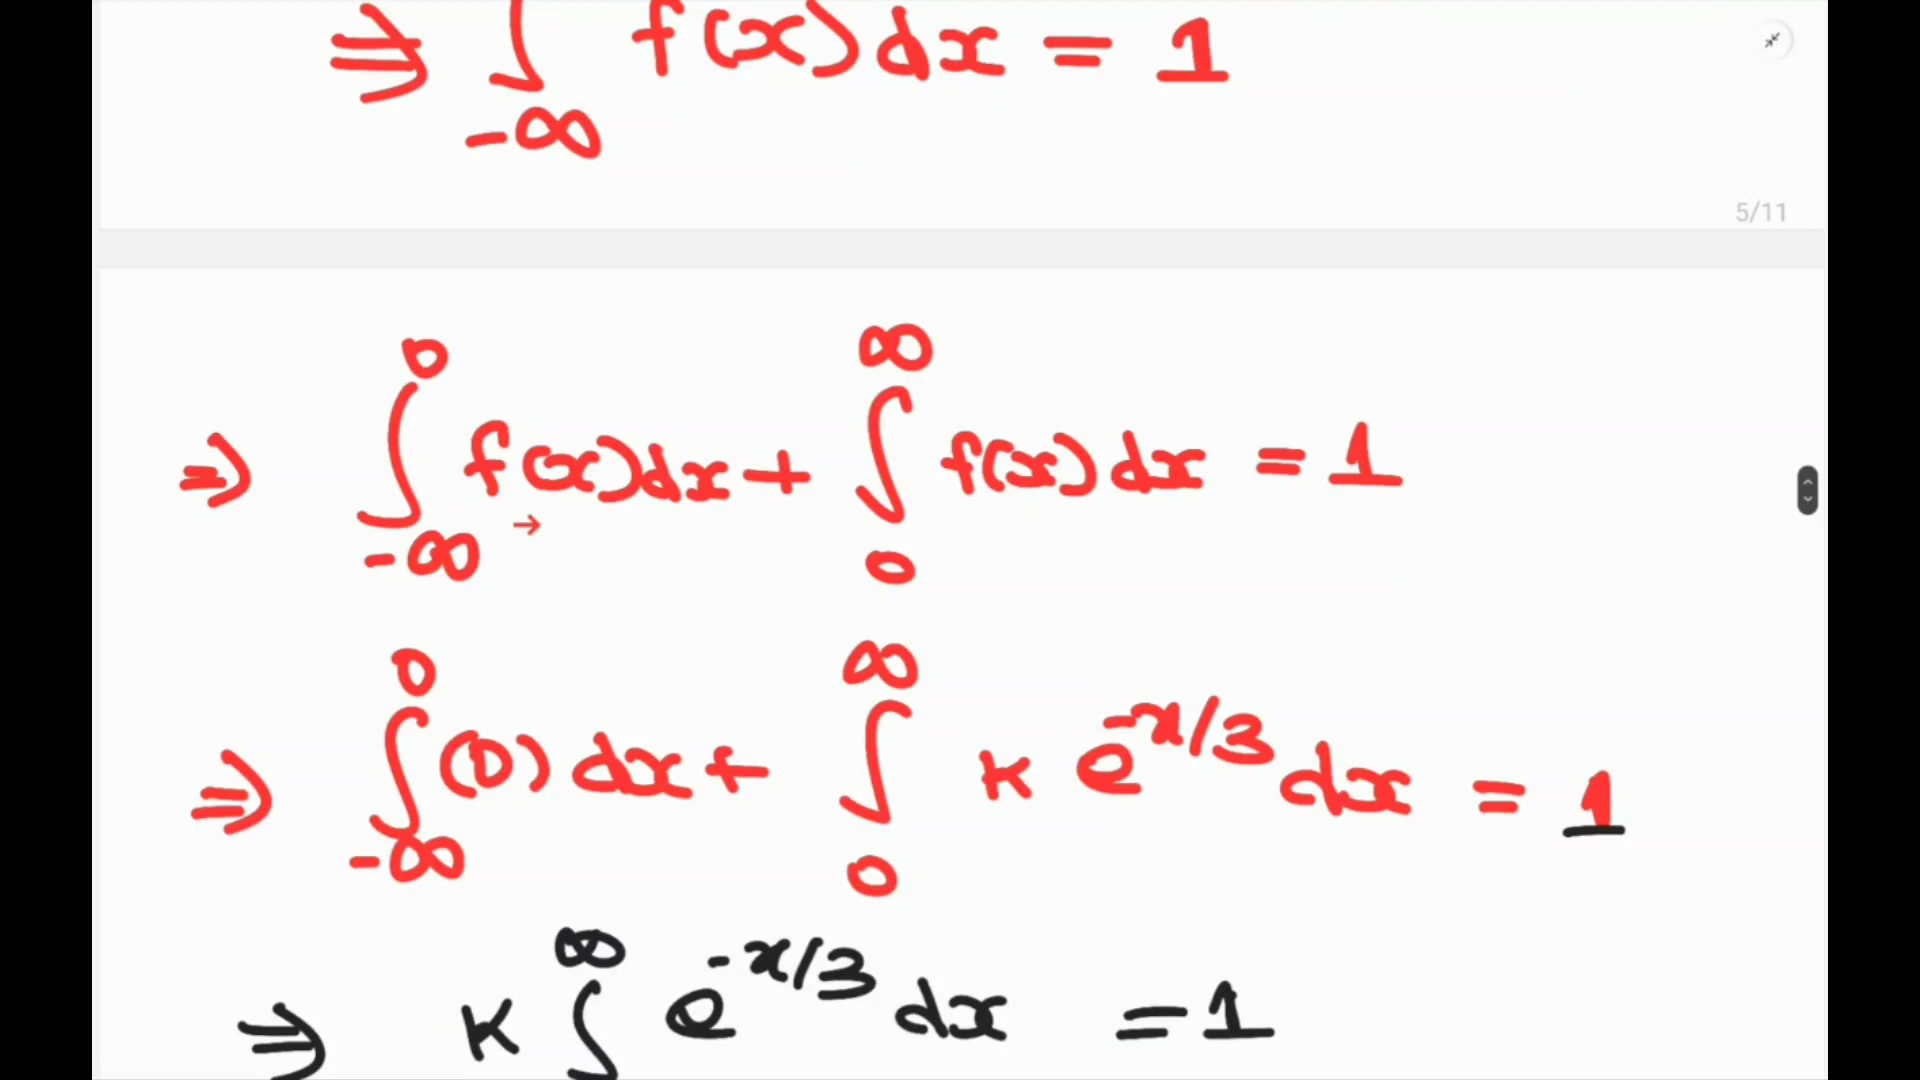 ⇒ ∫_{-∞} f(x) dx = 1
5/11
⇒ ∫_{-∞}^{0} f(x) dx + ∫_{0}^{∞} f(x) dx = 1
⇒ ∫_{-∞}^{0} (0) dx + ∫_{0}^{∞} k e^{-x/3} dx = 1
⇒ k ∫^{∞} e^{-x/3} dx = 1